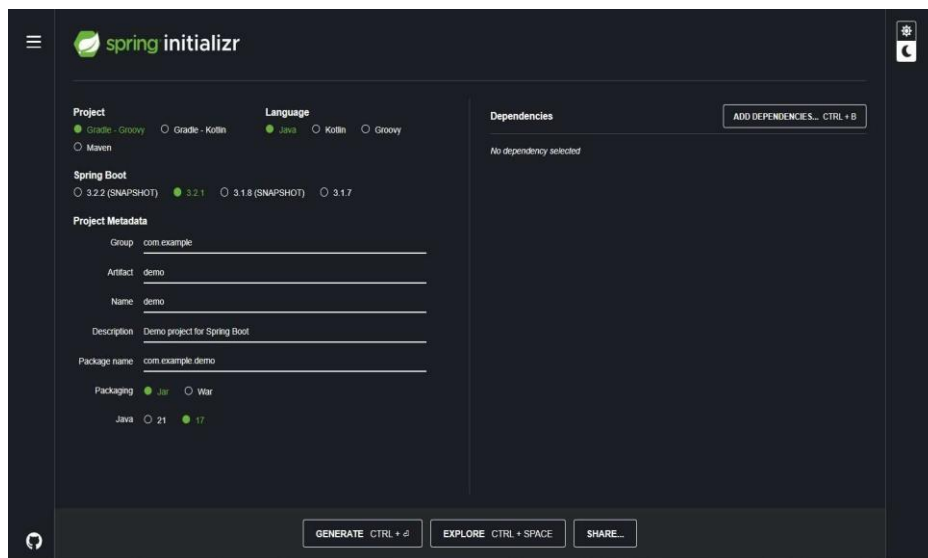 spring initializr
Project
Gradle - Groovy Gradle - Kotlin
Maven
Language
Java Kotlin Groovy
Spring Boot
3.2.2 (SNAPSHOT) 3.2.1 3.1.8 (SNAPSHOT) 3.1.7
Project Metadata
Group com.example
Artifact demo
Name demo
Description Demo project for Spring Boot
Package name com.example.demo
Packaging Jar War
Java 21 17
Dependencies
ADD DEPENDENCIES... CTRL + B
No dependency selected
GENERATE CTRL + ⏎
EXPLORE CTRL + SPACE
SHARE...